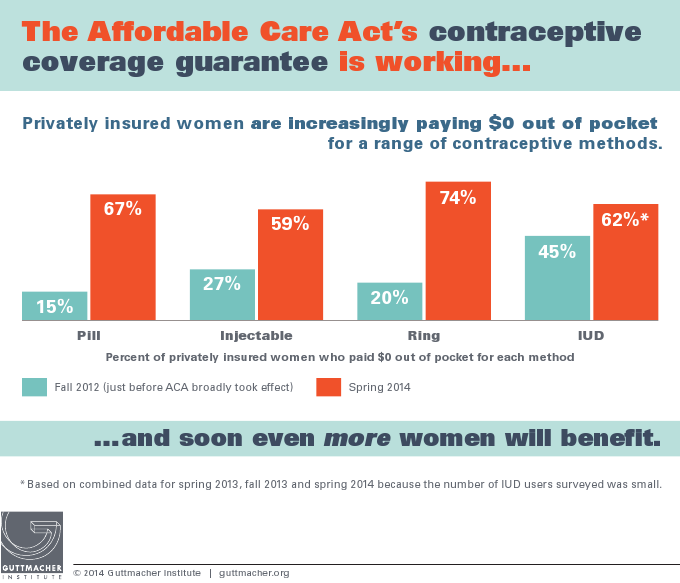 The Affordable Care Act’s contraceptive
coverage guarantee is working...
Privately insured women are increasingly paying $0 out of pocket
for a range of contraceptive methods.
67%
59%
74%
62%*
15%
27%
20%
45%
Pill Injectable Ring IUD
Percent of privately insured women who paid $0 out of pocket for each method
Fall 2012 (just before ACA broadly took effect) Spring 2014
...and soon even more women will benefit.
* Based on combined data for spring 2013, fall 2013 and spring 2014 because the number of IUD users surveyed was small.
GUTTMACHER
INSTITUTE
© 2014 Guttmacher Institute | guttmacher.org